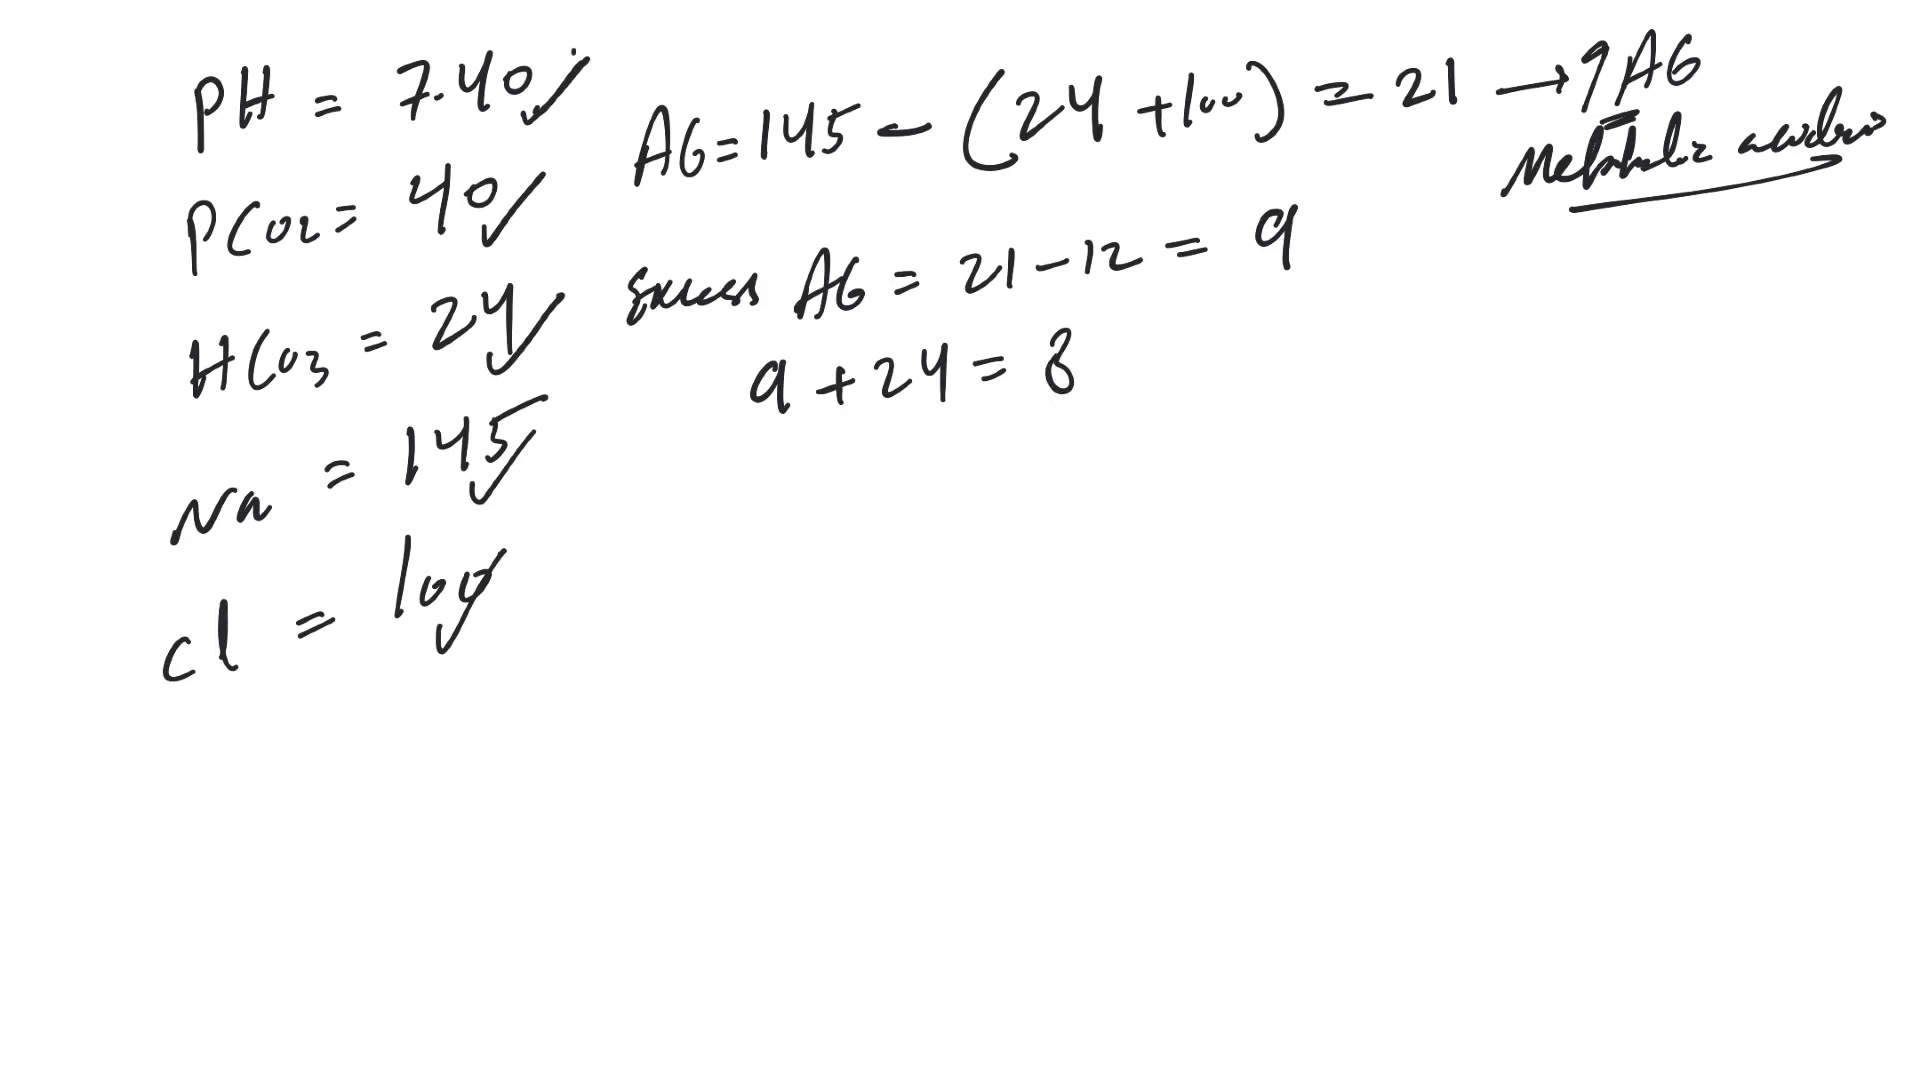 PH = 7.40
PCO2 = 40
HCO3 = 24
Na = 145
cl = 100
AG = 145 - (24 + 100) = 21 → ↑AG
Metabolic acidosis
Excess AG = 21 - 12 = 9
9 + 24 = 8